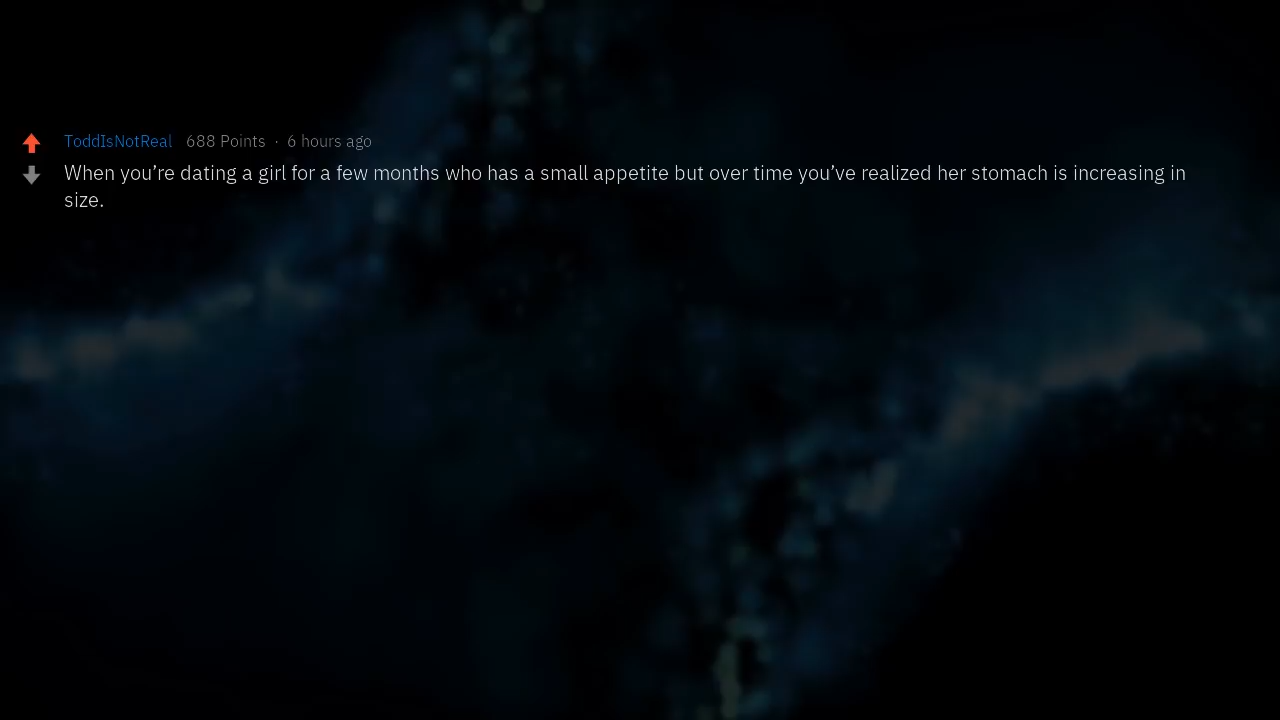 ToddIsNotReal 688 Points · 6 hours ago
When you’re dating a girl for a few months who has a small appetite but over time you’ve realized her stomach is increasing in
size.